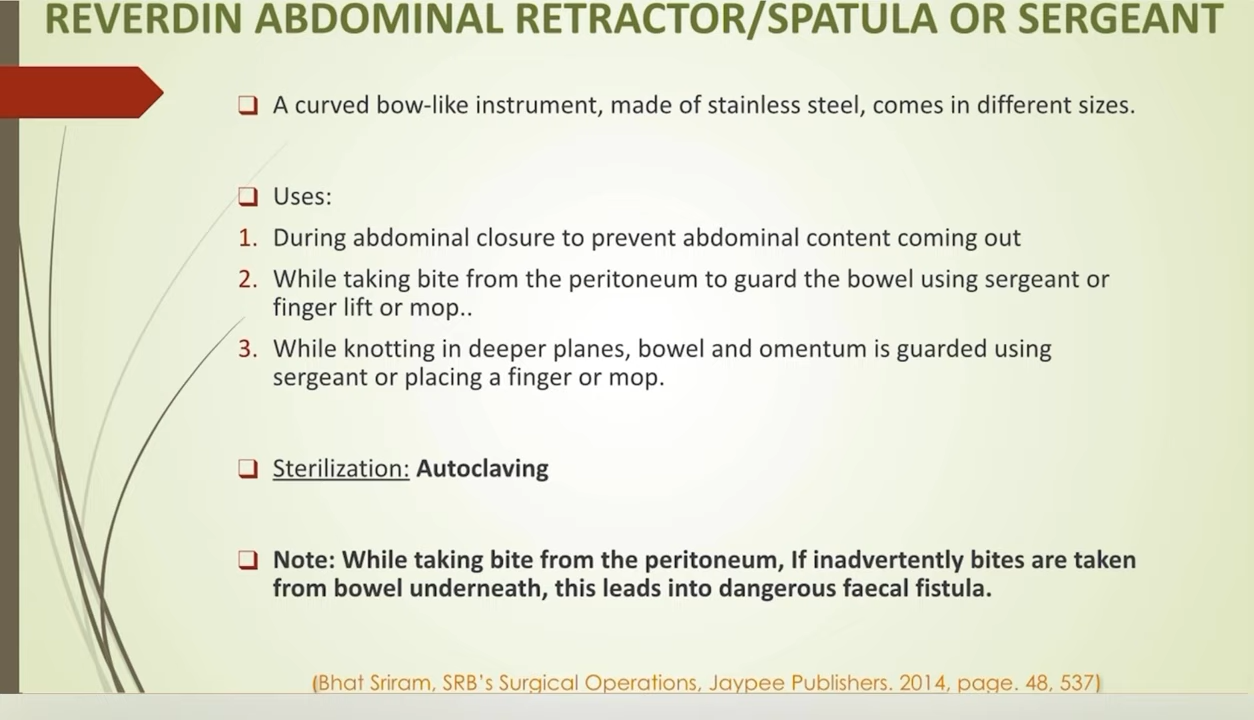 REVERDIN ABDOMINAL RETRACTOR/SPATULA OR SERGEANT
A curved bow-like instrument, made of stainless steel, comes in different sizes.
Uses:
1. During abdominal closure to prevent abdominal content coming out
2. While taking bite from the peritoneum to guard the bowel using sergeant or
finger lift or mop..
3. While knotting in deeper planes, bowel and omentum is guarded using
sergeant or placing a finger or mop.
Sterilization: Autoclaving
Note: While taking bite from the peritoneum, If inadvertently bites are taken
from bowel underneath, this leads into dangerous faecal fistula.
(Bhat Sriram, SRB's Surgical Operations, Jaypee Publishers. 2014, page. 48, 537)